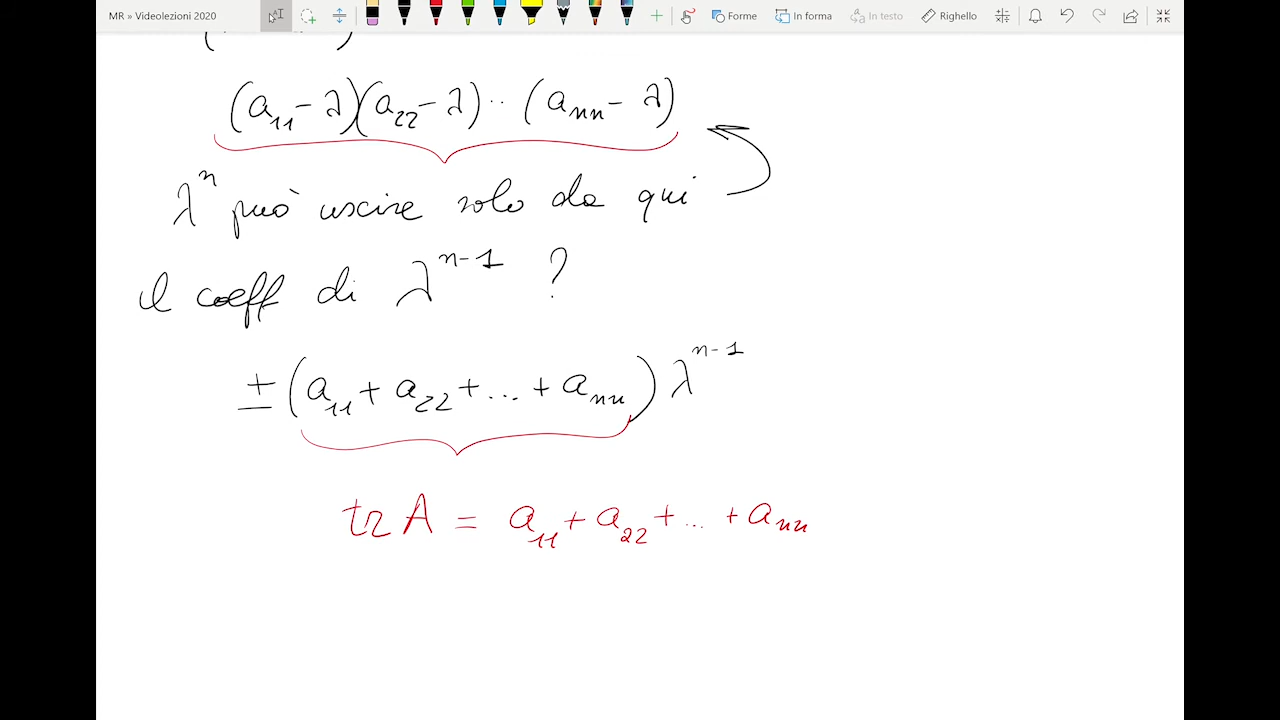 MR » Videolezioni 2020 Forme In forma In testo Righello
(a₁₁ - λ)(a₂₂ - λ) ·· (aₙₙ - λ)
λⁿ può uscire solo da qui
il coeff di λⁿ⁻¹ ?
± (a₁₁ + a₂₂ + ... + aₙₙ) λⁿ⁻¹
tr A = a₁₁ + a₂₂ + ... + aₙₙ